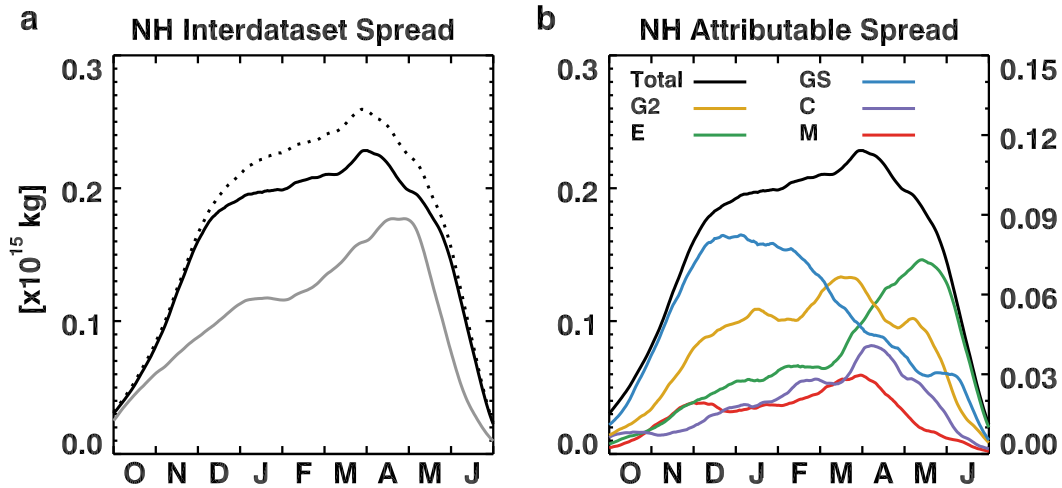 a
NH Interdataset Spread
[x10^15 kg]
0.3
0.2
0.1
0.0
O N D J F M A M J
b
NH Attributable Spread
0.3
0.2
0.1
0.0
Total GS
G2 C
E M
0.15
0.12
0.09
0.06
0.03
0.00
O N D J F M A M J